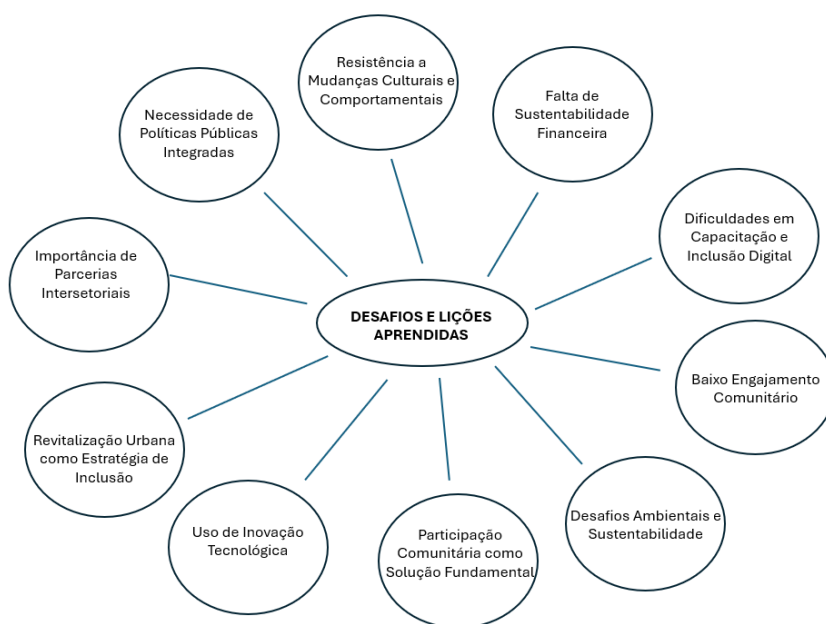 Resistência a
Mudanças Culturais e
Comportamentais
Falta de
Sustentabilidade
Financeira
Necessidade de
Políticas Públicas
Integradas
Dificuldades em
Capacitação e
Inclusão Digital
Importância de
Parcerias
Intersetoriais
DESAFIOS E LIÇÕES
APRENDIDAS
Baixo Engajamento
Comunitário
Revitalização Urbana
como Estratégia de
Inclusão
Uso de Inovação
Tecnológica
Participação
Comunitária como
Solução Fundamental
Desafios Ambientais e
Sustentabilidade